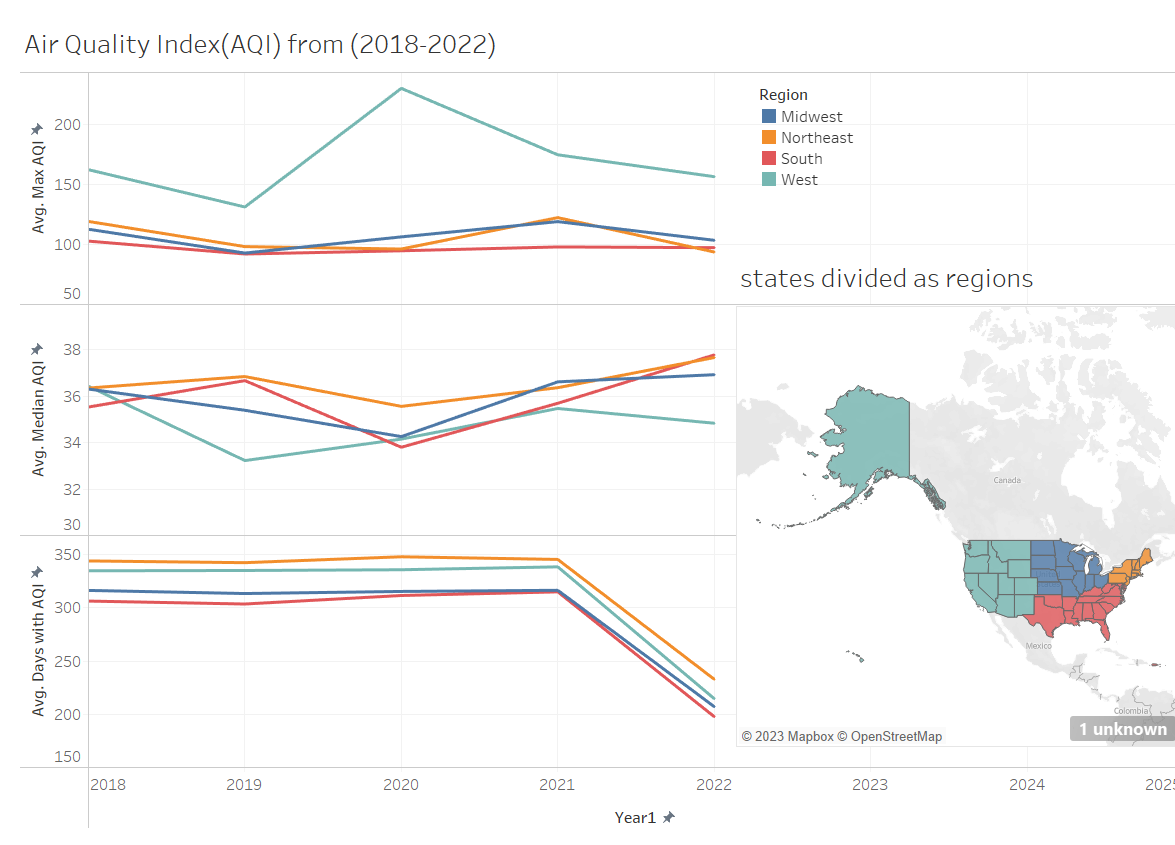 Air Quality Index(AQI) from (2018-2022)
Avg. Max AQI
200
150
100
50
Region
Midwest
Northeast
South
West
Avg. Median AQI
38
36
34
32
30
Avg. Days with AQI
350
300
250
200
150
2018 2019 2020 2021 2022 2023 2024 2025
Year1
states divided as regions
Canada
Mexico
Colombia
1 unknown
© 2023 Mapbox © OpenStreetMap